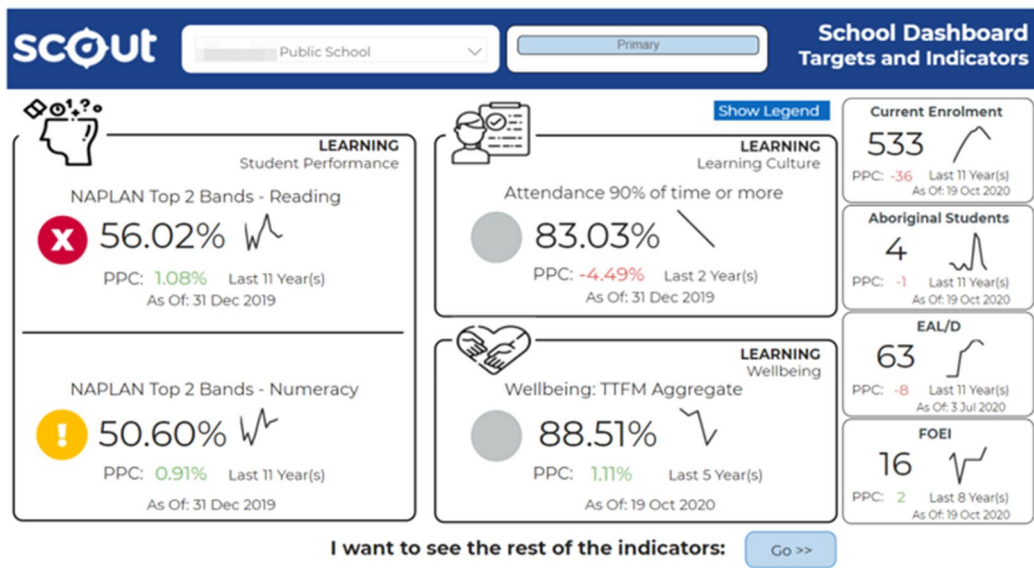 scout
Public School
Primary
School Dashboard
Targets and Indicators
LEARNING
Student Performance
NAPLAN Top 2 Bands - Reading
X
56.02%
PPC: 1.08% Last 11 Year(s)
As Of: 31 Dec 2019
NAPLAN Top 2 Bands - Numeracy
!
50.60%
PPC: 0.91% Last 11 Year(s)
As Of: 31 Dec 2019
Show Legend
LEARNING
Learning Culture
Attendance 90% of time or more
83.03%
PPC: -4.49% Last 2 Year(s)
As Of: 31 Dec 2019
LEARNING
Wellbeing
Wellbeing: TTFM Aggregate
88.51%
PPC: 1.11% Last 5 Year(s)
As Of: 19 Oct 2020
Current Enrolment
533
PPC: -36 Last 11 Year(s)
As Of: 19 Oct 2020
Aboriginal Students
4
PPC: -1 Last 11 Year(s)
As Of: 19 Oct 2020
EAL/D
63
PPC: -8 Last 11 Year(s)
As Of: 3 Jul 2020
FOEI
16
PPC: 2 Last 8 Year(s)
As Of: 19 Oct 2020
I want to see the rest of the indicators: Go >>